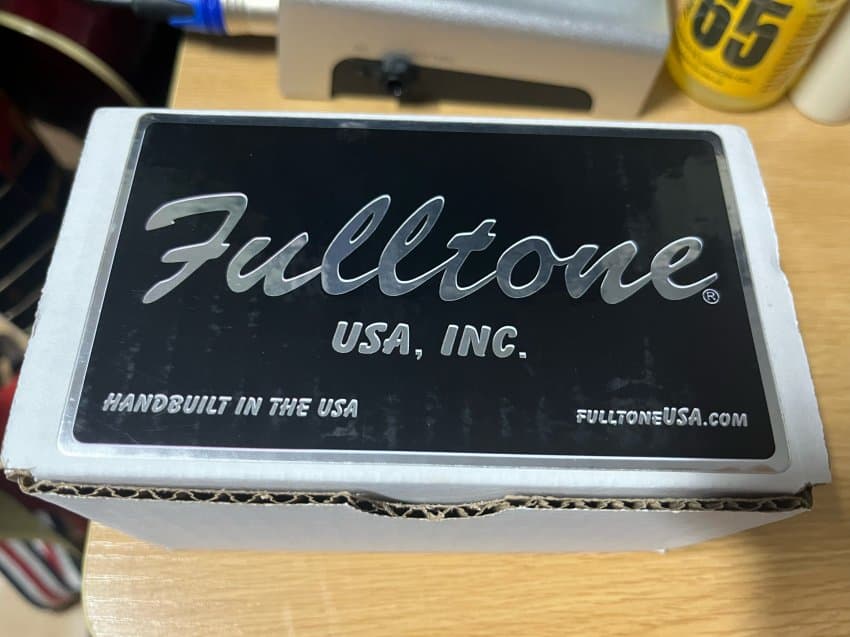 65
Fulltone®
USA, INC.
HANDBUILT IN THE USA
FULLTONEUSA.COM